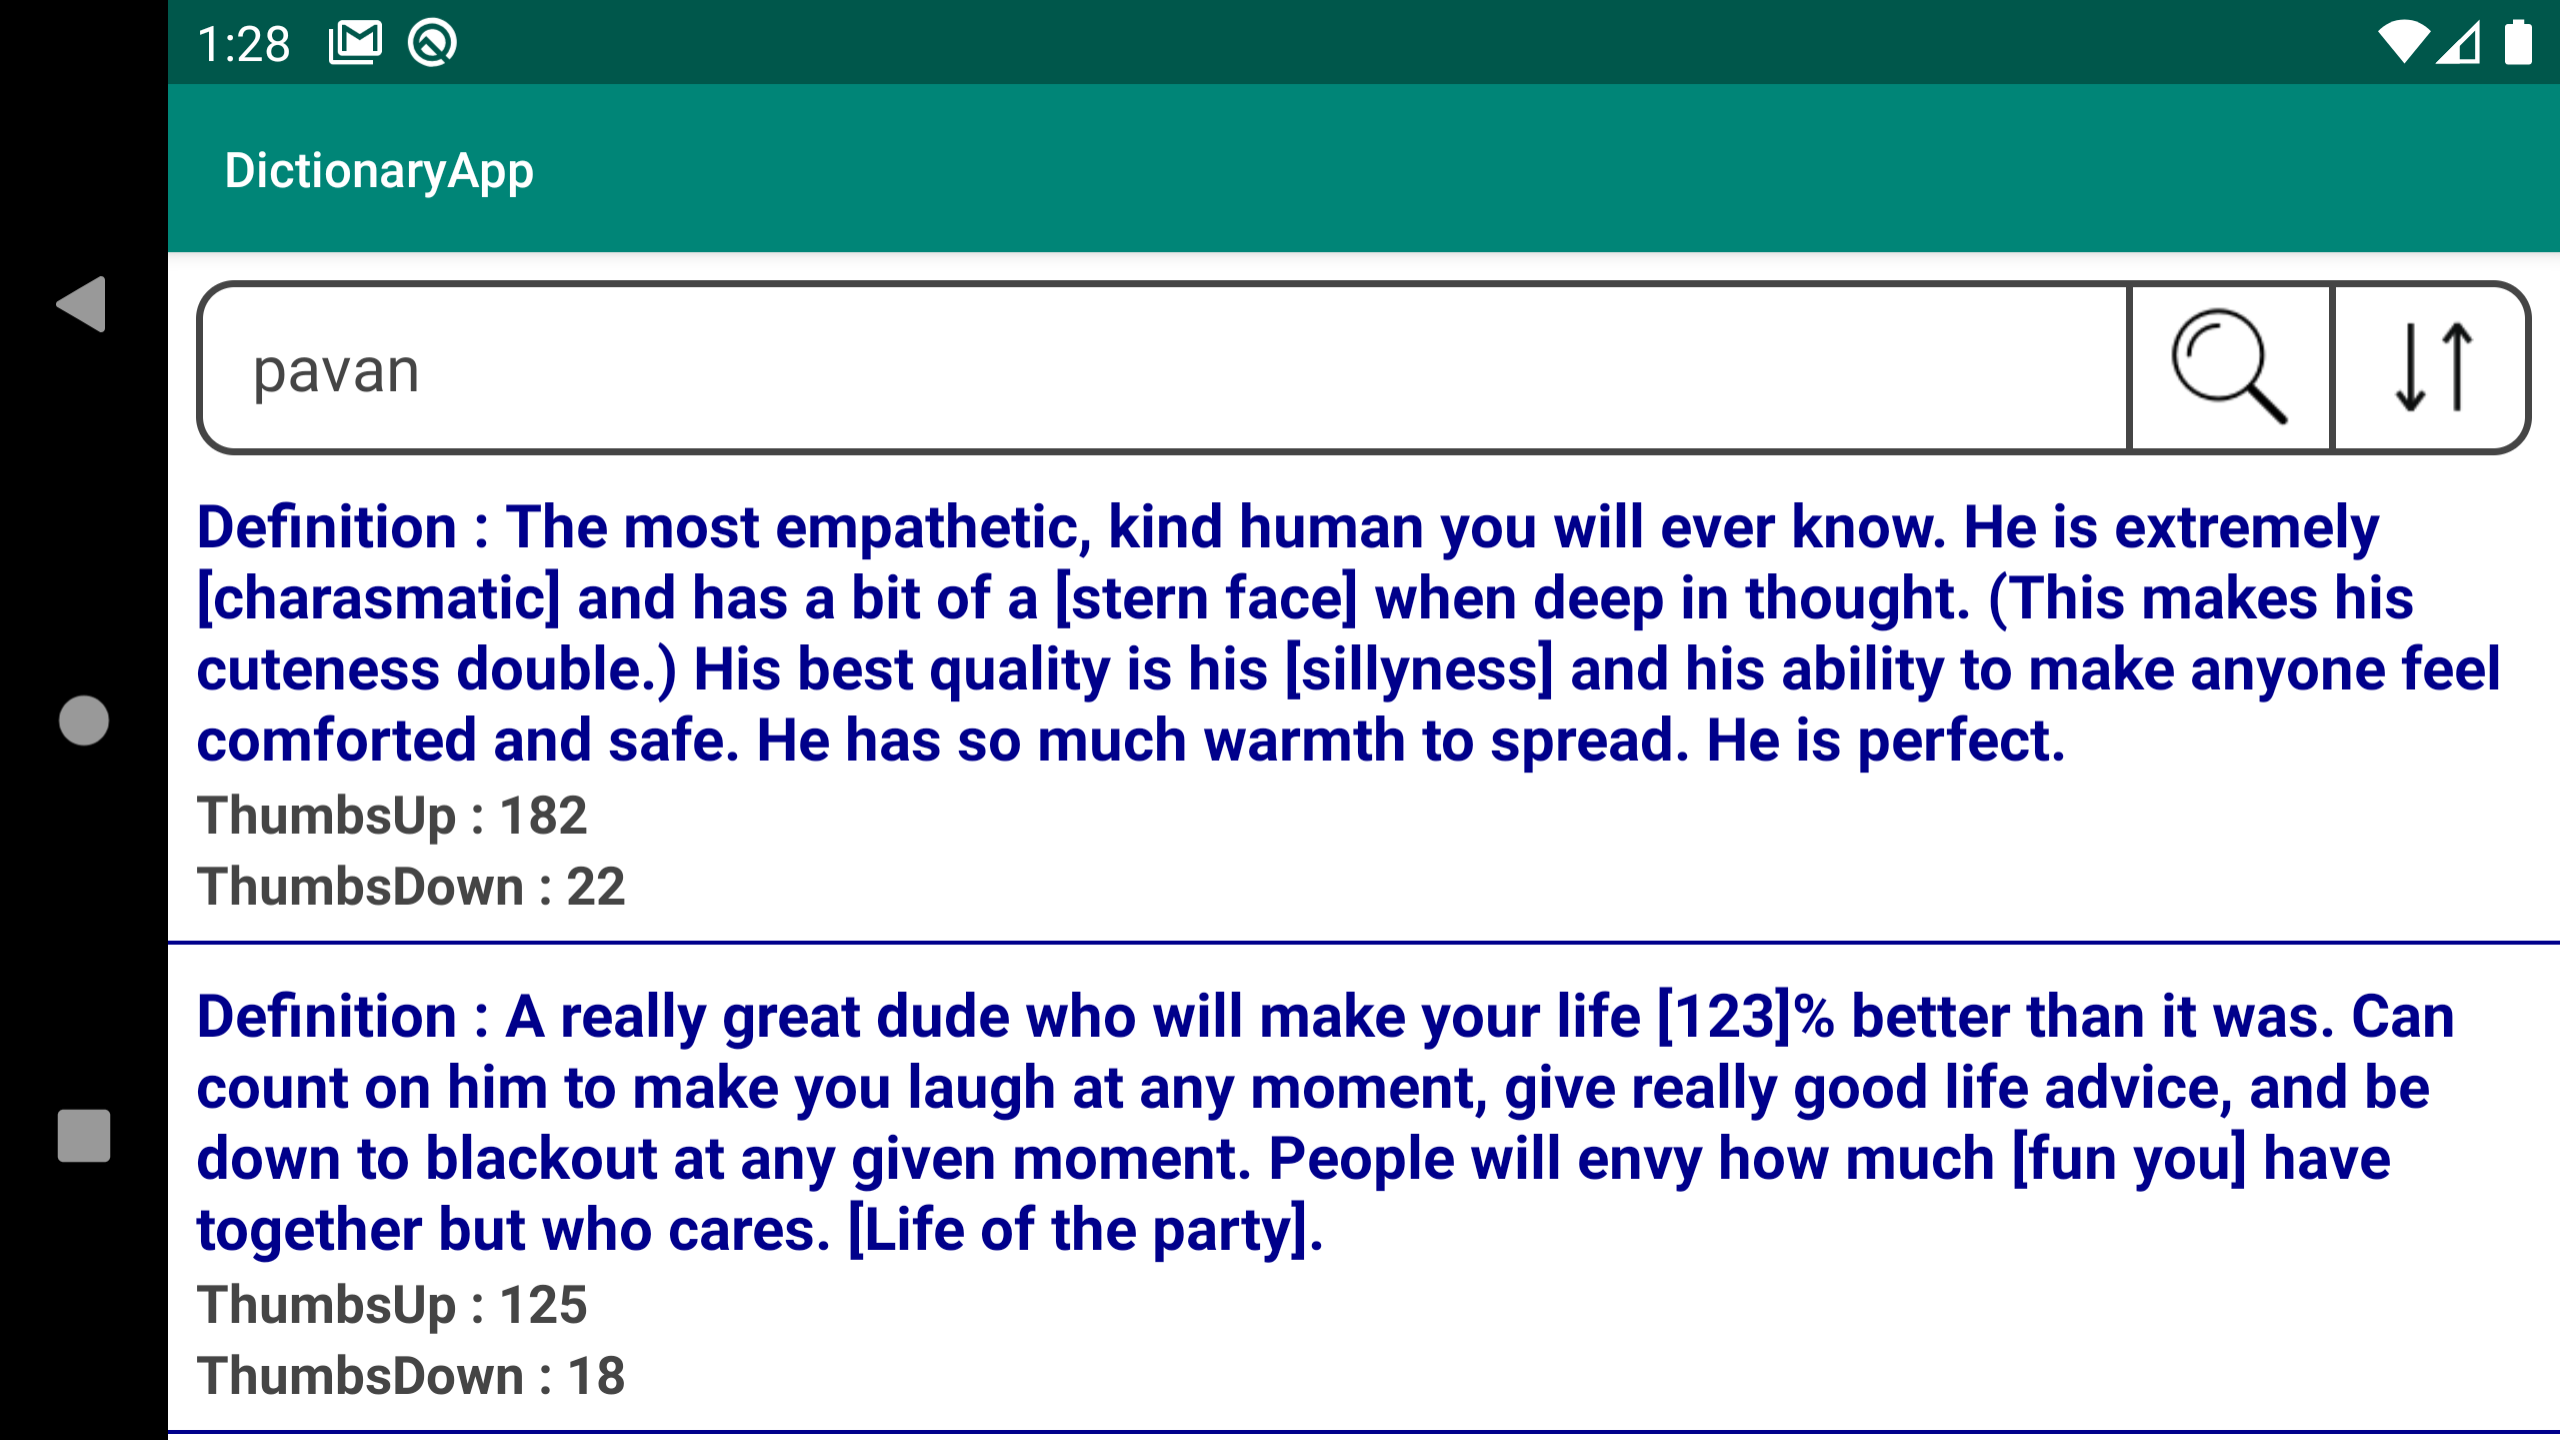 1:28
DictionaryApp
pavan
Definition : The most empathetic, kind human you will ever know. He is extremely
[charasmatic] and has a bit of a [stern face] when deep in thought. (This makes his
cuteness double.) His best quality is his [sillyness] and his ability to make anyone feel
comforted and safe. He has so much warmth to spread. He is perfect.
ThumbsUp : 182
ThumbsDown : 22
Definition : A really great dude who will make your life [123]% better than it was. Can
count on him to make you laugh at any moment, give really good life advice, and be
down to blackout at any given moment. People will envy how much [fun you] have
together but who cares. [Life of the party].
ThumbsUp : 125
ThumbsDown : 18